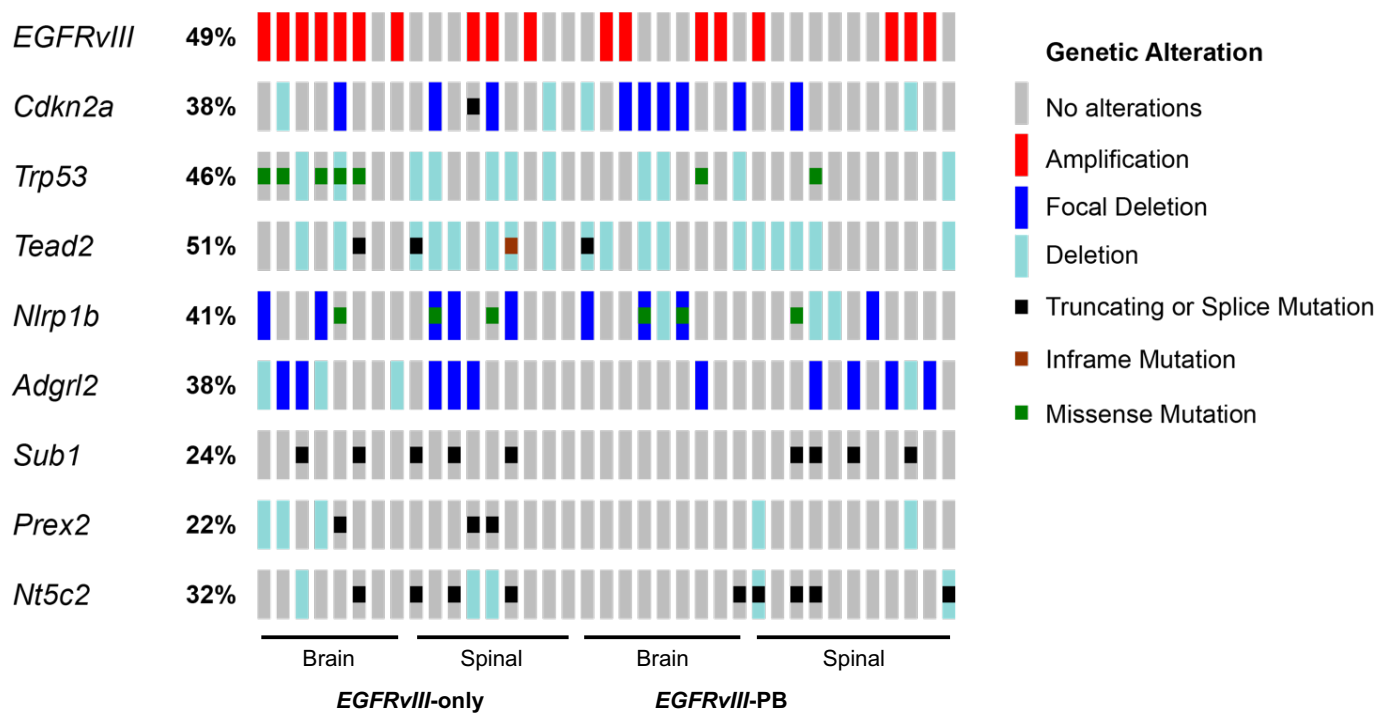 EGFRvIII 49%
Cdkn2a 38%
Trp53 46%
Tead2 51%
Nlrp1b 41%
Adgrl2 38%
Sub1 24%
Prex2 22%
Nt5c2 32%
Brain Spinal Brain Spinal
EGFRvIII-only EGFRvIII-PB
Genetic Alteration
No alterations
Amplification
Focal Deletion
Deletion
Truncating or Splice Mutation
Inframe Mutation
Missense Mutation